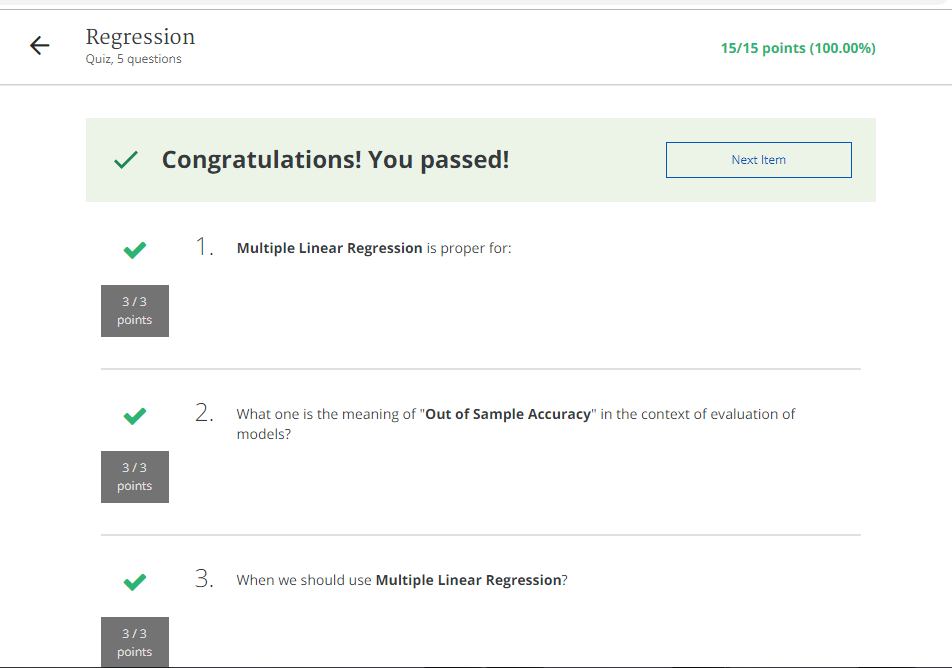 Regression
Quiz, 5 questions
15/15 points (100.00%)
Congratulations! You passed!
Next Item
1. Multiple Linear Regression is proper for:
3 / 3
points
2. What one is the meaning of "Out of Sample Accuracy" in the context of evaluation of
models?
3 / 3
points
3. When we should use Multiple Linear Regression?
3 / 3
points